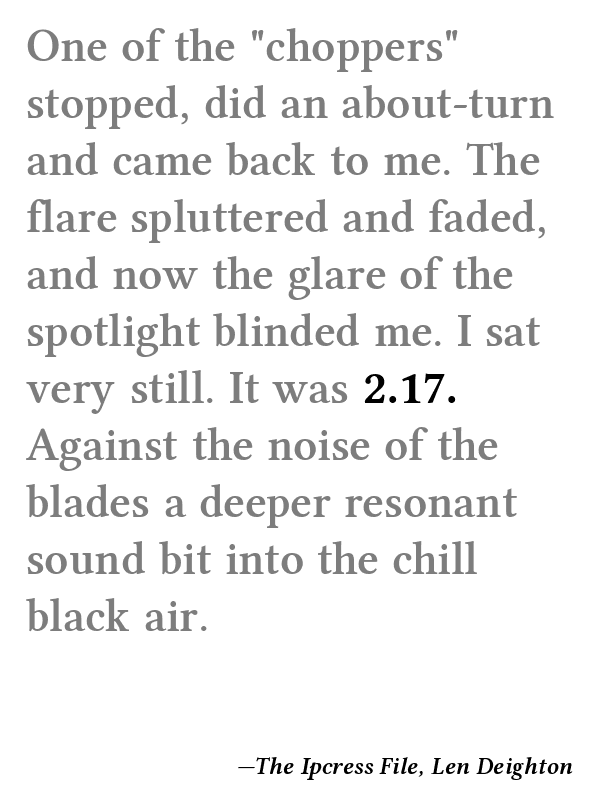 One of the "choppers"
stopped, did an about-turn
and came back to me. The
flare spluttered and faded,
and now the glare of the
spotlight blinded me. I sat
very still. It was 2.17.
Against the noise of the
blades a deeper resonant
sound bit into the chill
black air.
—The Ipcress File, Len Deighton